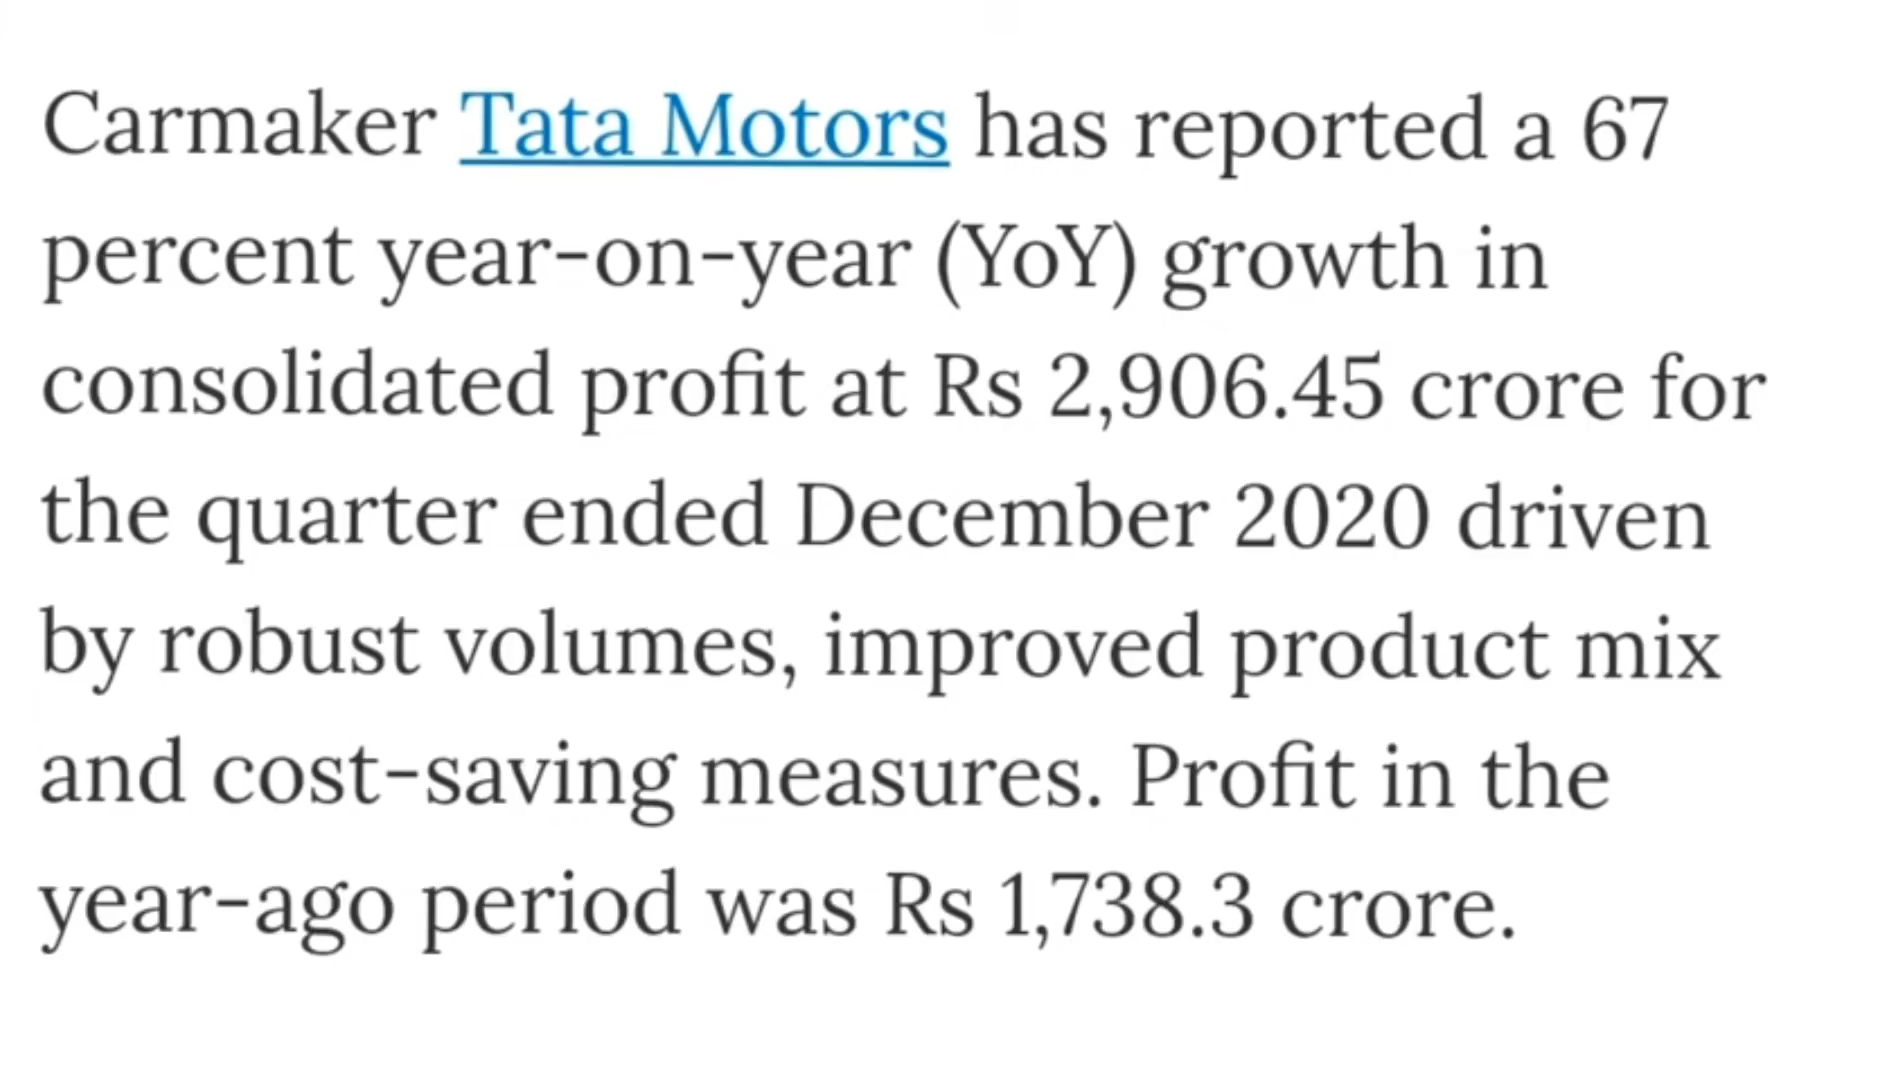 Carmaker Tata Motors has reported a 67
percent year-on-year (YoY) growth in
consolidated profit at Rs 2,906.45 crore for
the quarter ended December 2020 driven
by robust volumes, improved product mix
and cost-saving measures. Profit in the
year-ago period was Rs 1,738.3 crore.